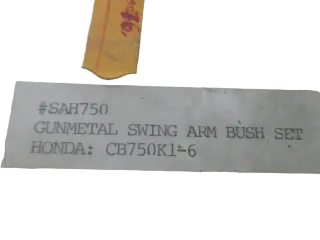 #SAH750
GUNMETAL SWING ARM BUSH SET
HONDA: CB750K1-6